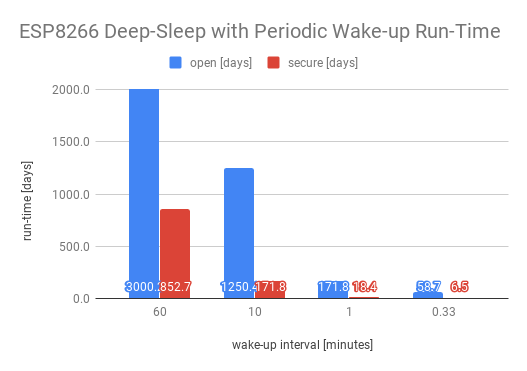 ESP8266 Deep-Sleep with Periodic Wake-up Run-Time
open [days] secure [days]
run-time [days]
2000.0
1500.0
1000.0
500.0
0.0
852.7 171.8 171.8 18.4 58.7 6.5
60 10 1 0.33
wake-up interval [minutes]